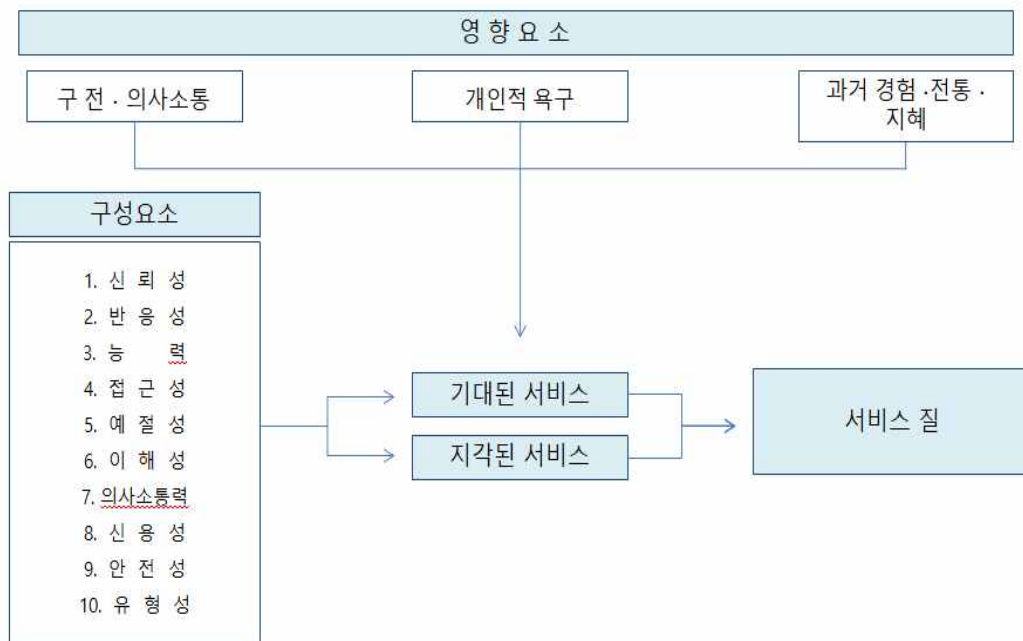 영 향 요 소
구 전 · 의사소통
개인적 욕구
과거 경험 ·전통 ·
지혜
구성요소
1. 신 뢰 성
2. 반 응 성
3. 능 력
4. 접 근 성
5. 예 절 성
6. 이 해 성
7. 의사소통력
8. 신 용 성
9. 안 전 성
10. 유 형 성
기대된 서비스
지각된 서비스
서비스 질